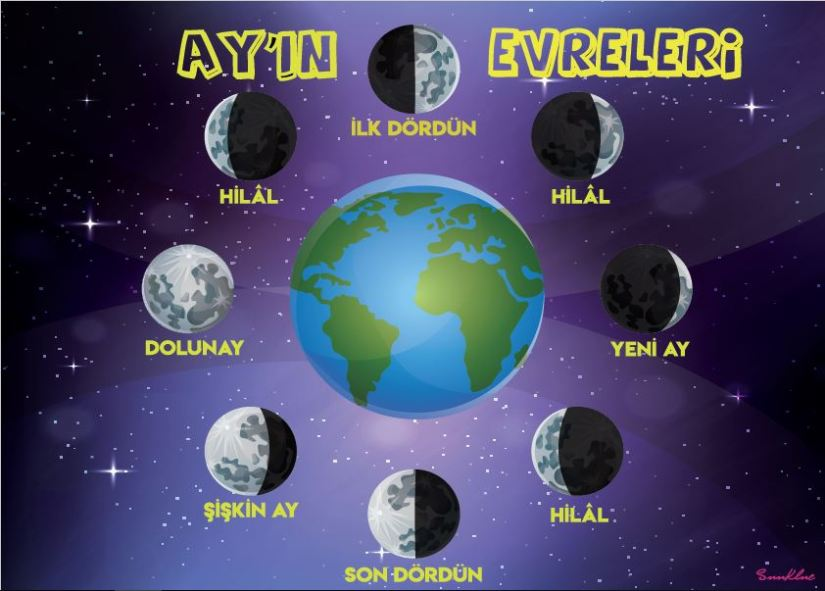 AY'IN EVRELERİ
İLK DÖRDÜN
HİLÂL
HİLÂL
DOLUNAY
YENİ AY
ŞİŞKİN AY
HİLÂL
SON DÖRDÜN